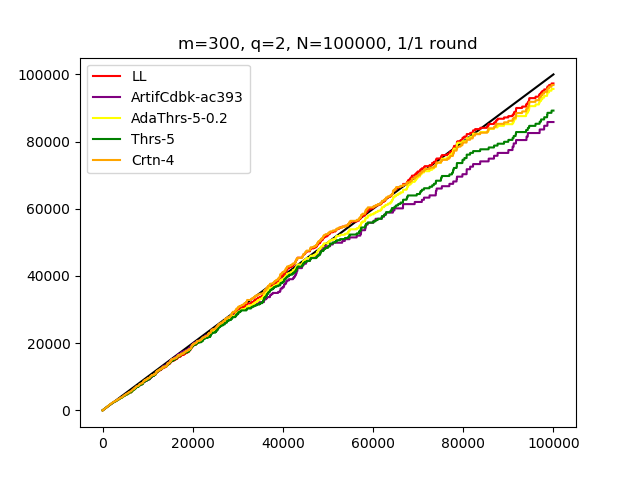 m=300, q=2, N=100000, 1/1 round
100000
80000
60000
40000
20000
0
LL
ArtifCdbk-ac393
AdaThrs-5-0.2
Thrs-5
Crtn-4
0 20000 40000 60000 80000 100000